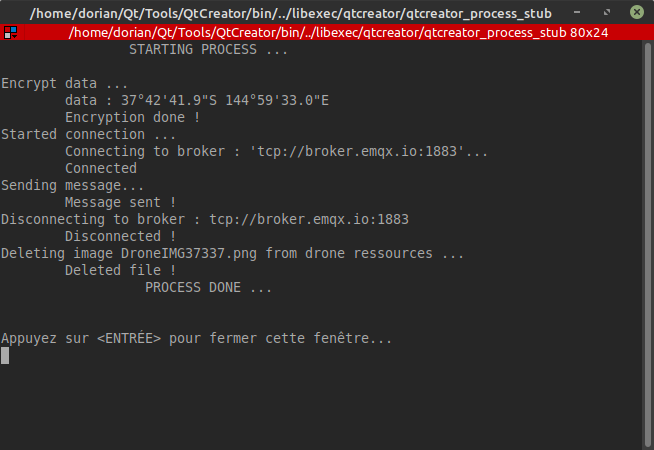 /home/dorian/Qt/Tools/QtCreator/bin/../libexec/qtcreator/qtcreator_process_stub
/home/dorian/Qt/Tools/QtCreator/bin/../libexec/qtcreator/qtcreator_process_stub 80x24
STARTING PROCESS ...
Encrypt data ...
data : 37°42'41.9"S 144°59'33.0"E
Encryption done !
Started connection ...
Connecting to broker : 'tcp://broker.emqx.io:1883'...
Connected
Sending message...
Message sent !
Disconnecting to broker : tcp://broker.emqx.io:1883
Disconnected !
Deleting image DroneIMG37337.png from drone ressources ...
Deleted file !
PROCESS DONE ...
Appuyez sur <ENTRÉE> pour fermer cette fenêtre...